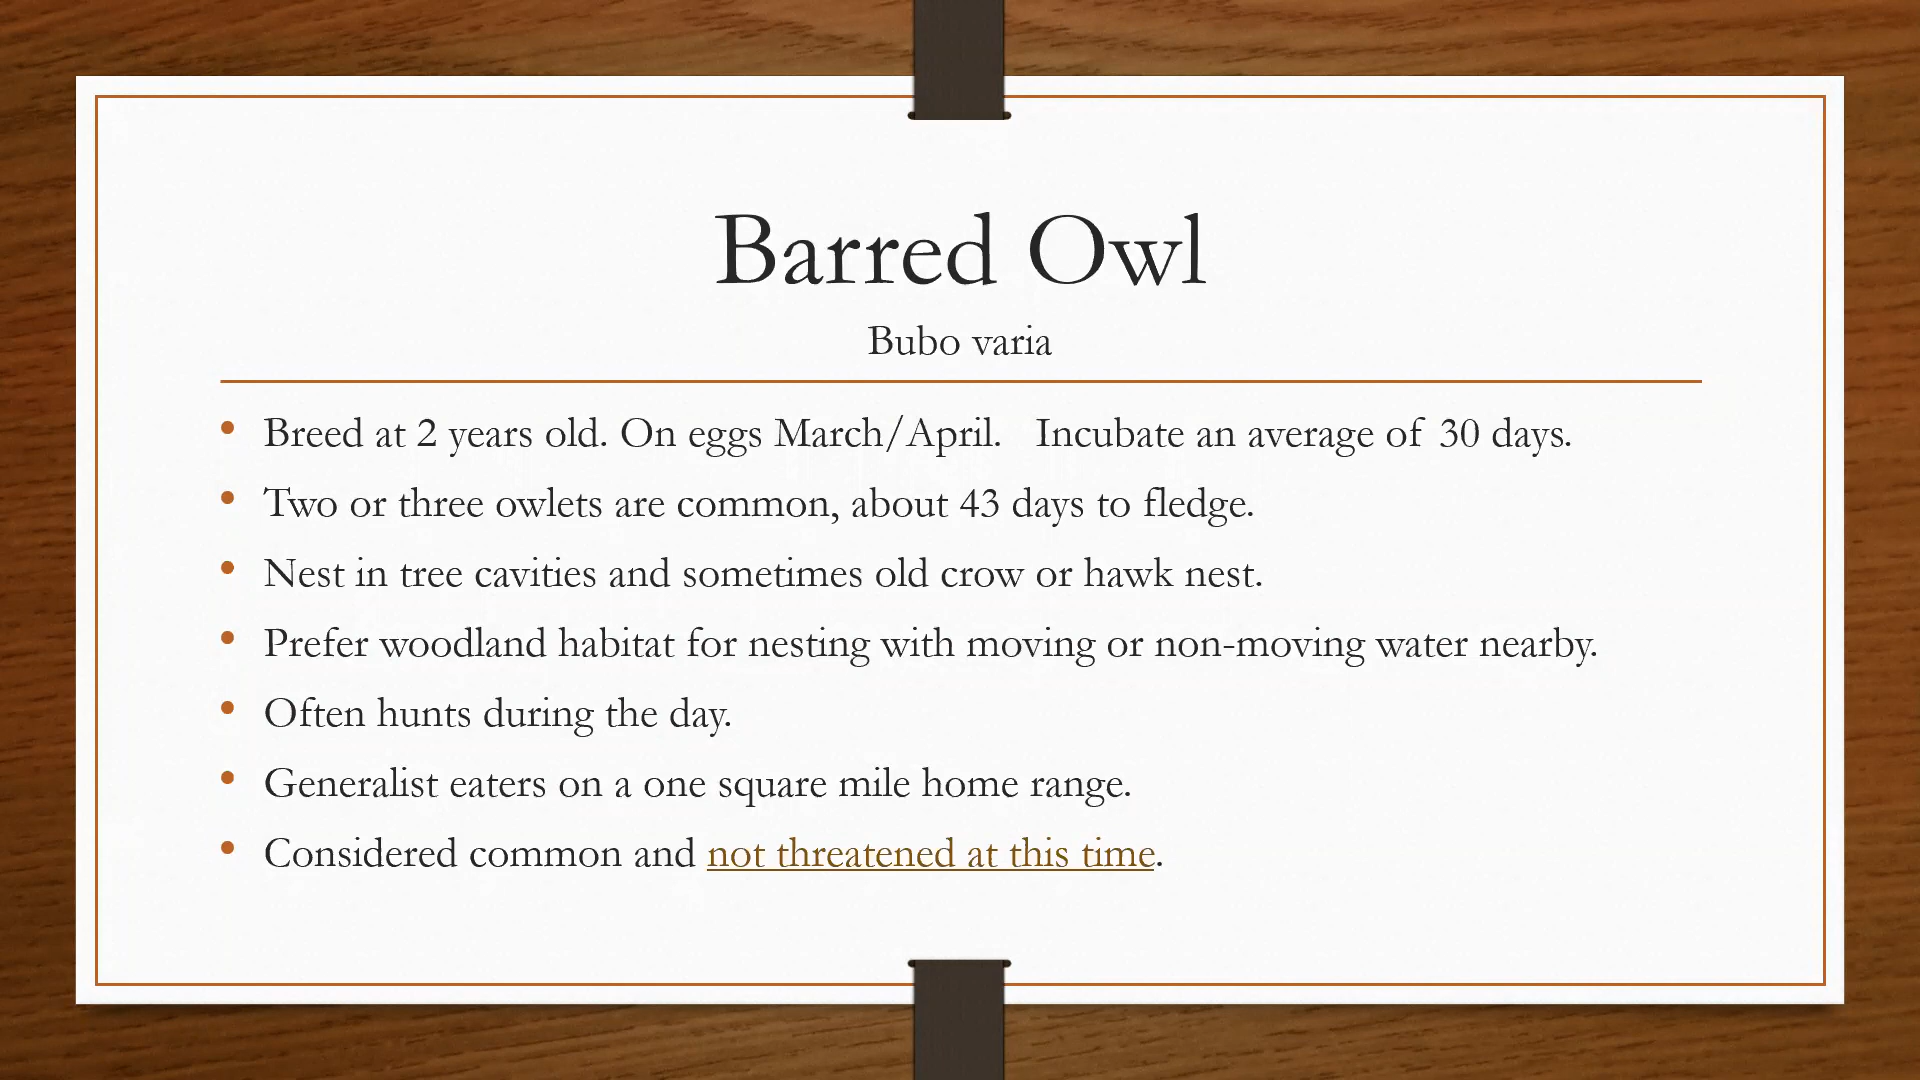 Barred Owl
Bubo varia
• Breed at 2 years old. On eggs March/April.   Incubate an average of 30 days.
• Two or three owlets are common, about 43 days to fledge.
• Nest in tree cavities and sometimes old crow or hawk nest.
• Prefer woodland habitat for nesting with moving or non-moving water nearby.
• Often hunts during the day.
• Generalist eaters on a one square mile home range.
• Considered common and not threatened at this time.